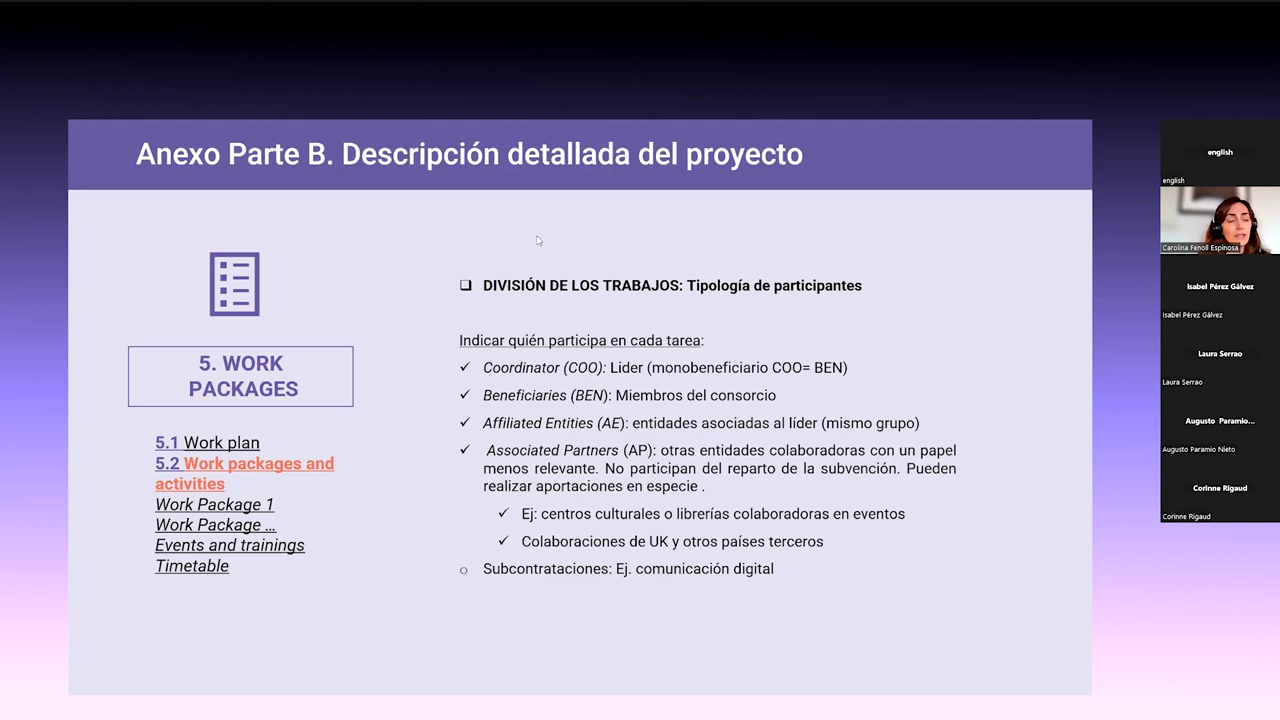 Anexo Parte B. Descripción detallada del proyecto
5. WORK
PACKAGES
5.1 Work plan
5.2 Work packages and
activities
Work Package 1
Work Package ...
Events and trainings
Timetable
❑ DIVISIÓN DE LOS TRABAJOS: Tipología de participantes
Indicar quién participa en cada tarea:
✓ Coordinator (COO): Lider (monobeneficiario COO= BEN)
✓ Beneficiaries (BEN): Miembros del consorcio
✓ Affiliated Entities (AE): entidades asociadas al líder (mismo grupo)
✓ Associated Partners (AP): otras entidades colaboradoras con un papel
menos relevante. No participan del reparto de la subvención. Pueden
realizar aportaciones en especie .
✓ Ej: centros culturales o librerías colaboradoras en eventos
✓ Colaboraciones de UK y otros países terceros
o Subcontrataciones: Ej. comunicación digital
english
english
Carolina Fenoll Espinosa
Isabel Pérez Gálvez
Isabel Pérez Gálvez
Laura Serrao
Laura Serrao
Augusto Paramio...
Augusto Paramio Nieto
Corinne Rigaud
Corinne Rigaud